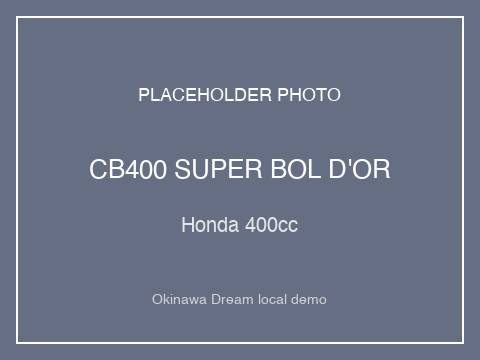 PLACEHOLDER PHOTO
CB400 SUPER BOL D'OR
Honda 400cc
Okinawa Dream local demo